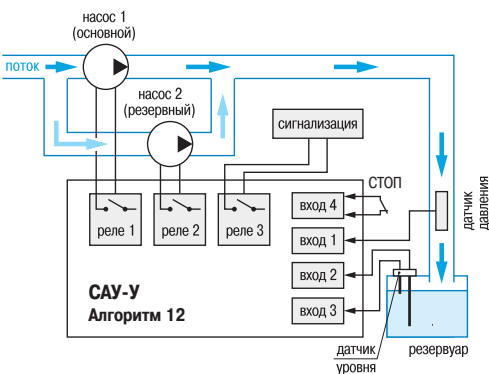 насос 1
(основной)
поток
насос 2
(резервный)
сигнализация
СТОП
датчик
давления
реле 1
реле 2
реле 3
вход 4
вход 1
вход 2
вход 3
САУ-У
Алгоритм 12
датчик
уровня
резервуар